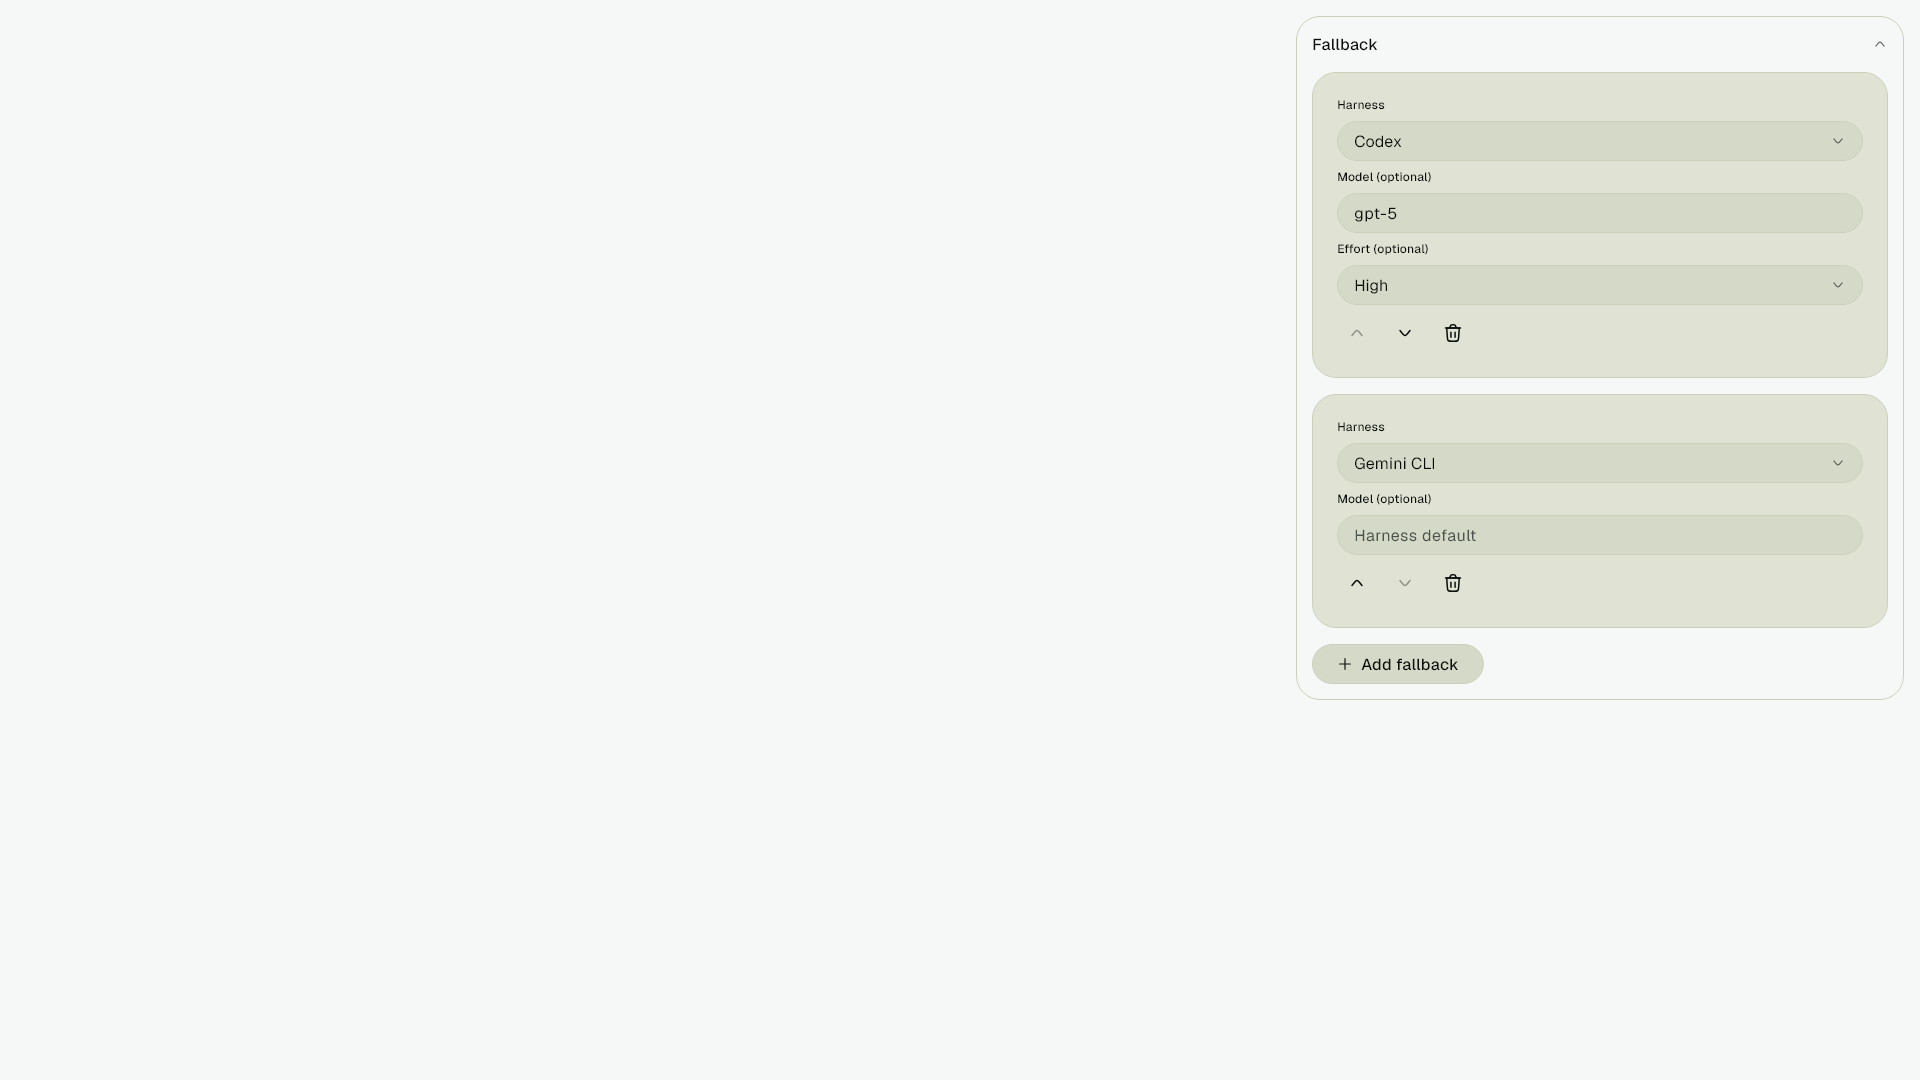 Fallback
Harness
Codex
Model (optional)
gpt-5
Effort (optional)
High
Harness
Gemini CLI
Model (optional)
Harness default
Add fallback